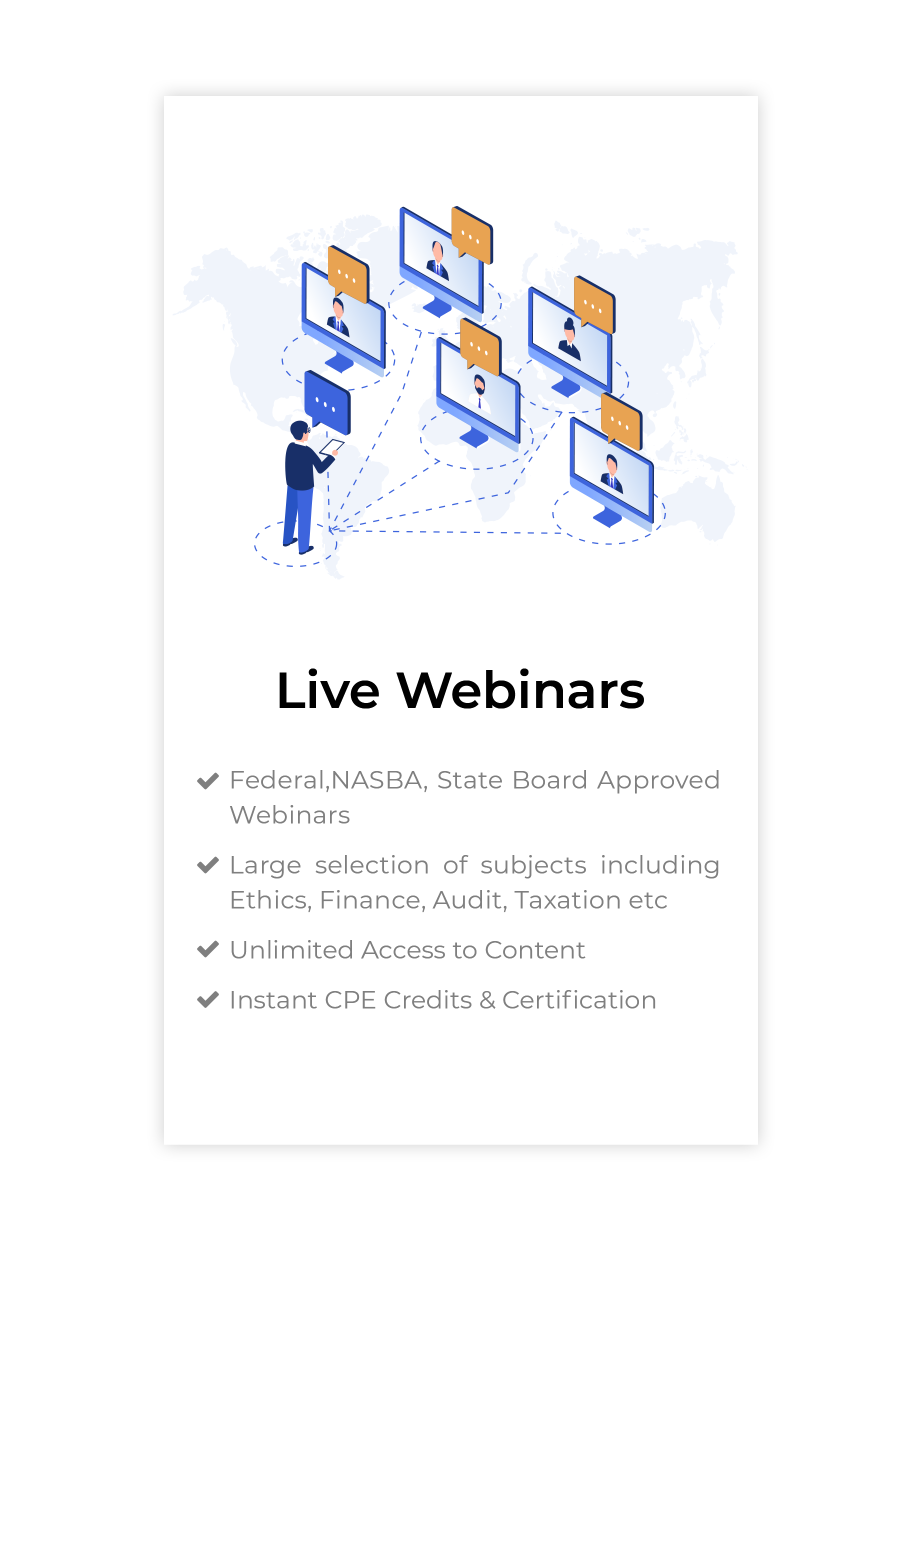 Live Webinars
Federal,NASBA, State Board Approved
Webinars
Large selection of subjects including
Ethics, Finance, Audit, Taxation etc
Unlimited Access to Content
Instant CPE Credits & Certification